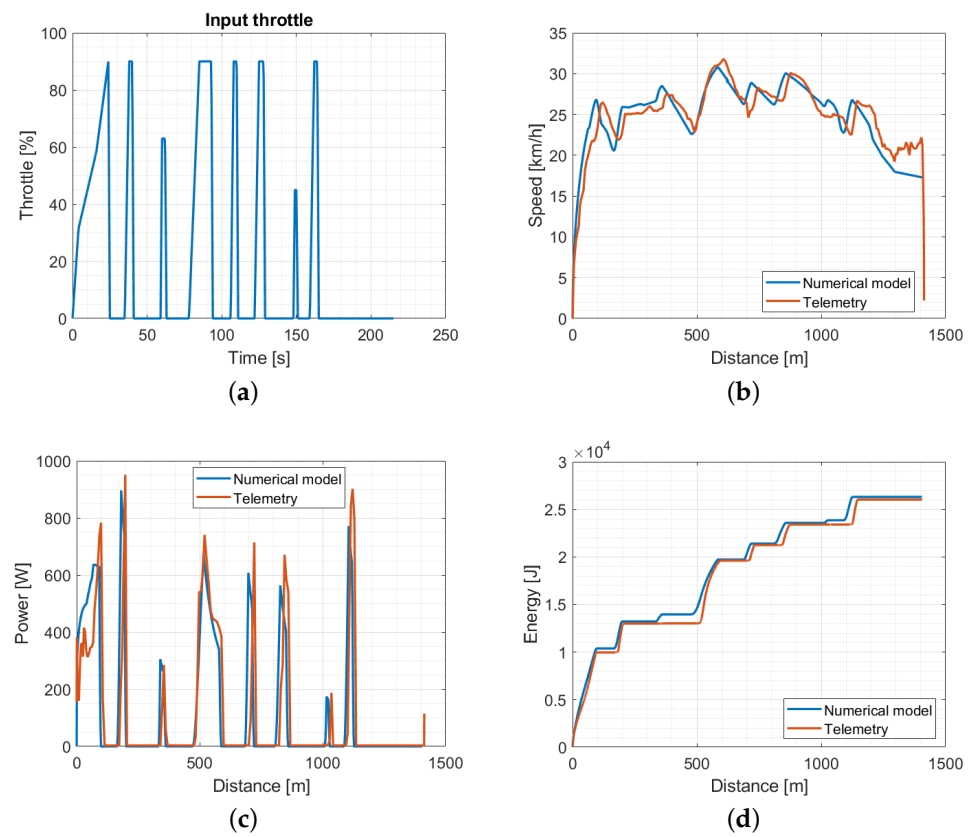 Input throttle
Throttle [%]
100
80
60
40
20
0
0 50 100 150 200 250
Time [s]
(a)
Speed [km/h]
35
30
25
20
15
10
5
0
Numerical model
Telemetry
0 500 1000 1500
Distance [m]
(b)
Power [W]
1000
800
600
400
200
0
Numerical model
Telemetry
0 500 1000 1500
Distance [m]
(c)
×10⁴
Energy [J]
3
2.5
2
1.5
1
0.5
0
Numerical model
Telemetry
0 500 1000 1500
Distance [m]
(d)